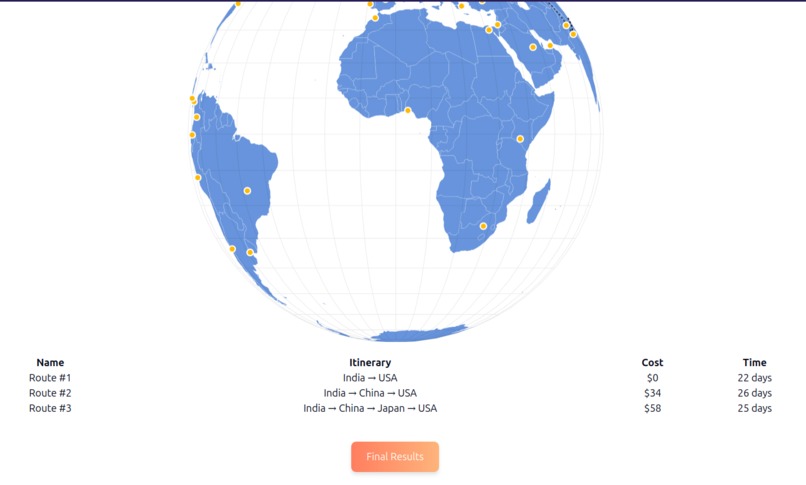 Name Itinerary Cost Time
Route #1 India → USA $0 22 days
Route #2 India → China → USA $34 26 days
Route #3 India → China → Japan → USA $58 25 days
Final Results